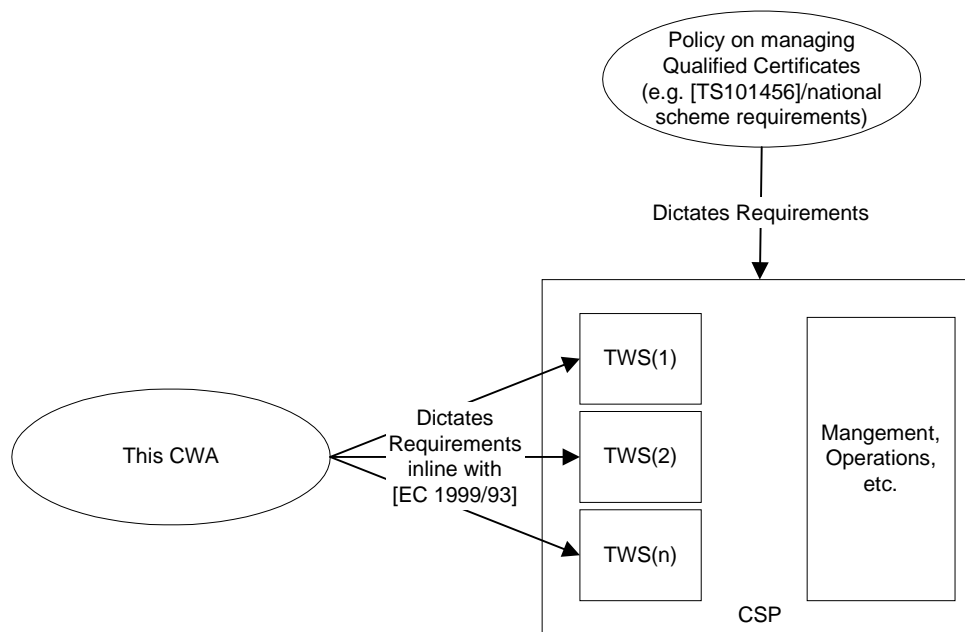 Policy on managing
Qualified Certificates
(e.g. [TS101456]/national
scheme requirements)
Dictates Requirements
This CWA
Dictates
Requirements
inline with
[EC 1999/93]
TWS(1)
TWS(2)
TWS(n)
Mangement,
Operations,
etc.
CSP